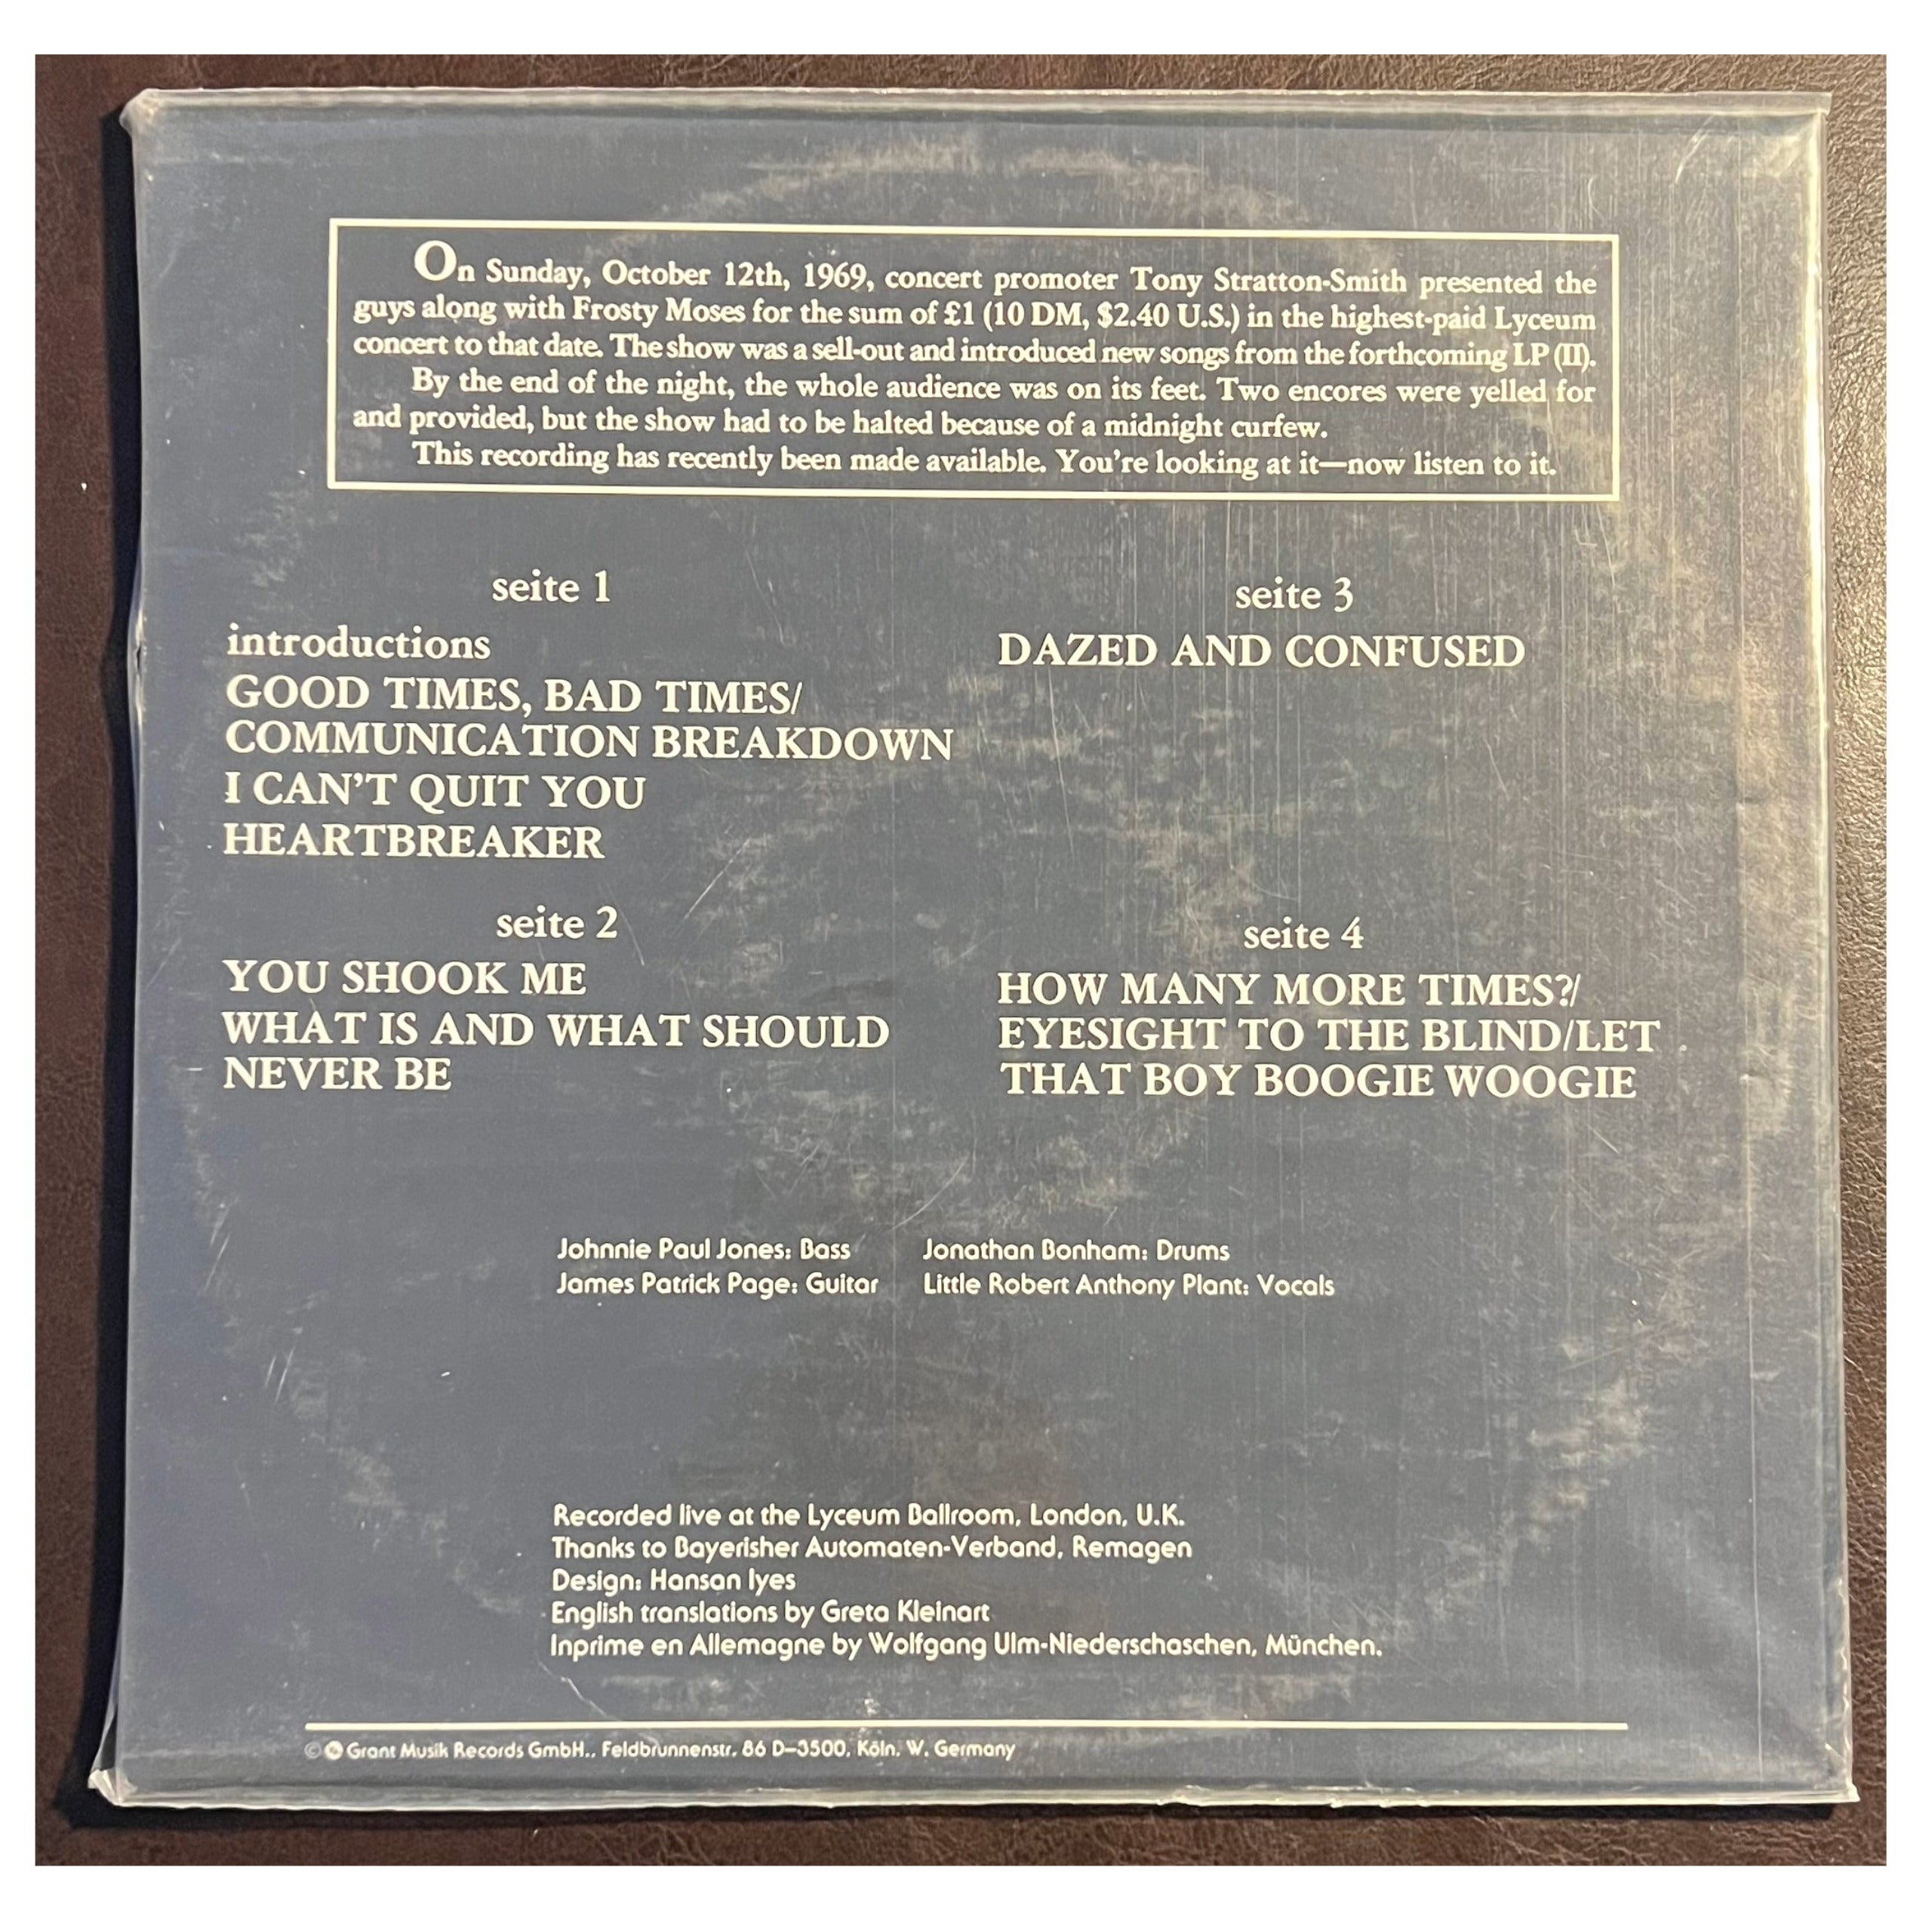 On Sunday, October 12th, 1969, concert promoter Tony Stratton-Smith presented the
guys along with Frosty Moses for the sum of £1 (10 DM, $2.40 U.S.) in the highest-paid Lyceum
concert to that date. The show was a sell-out and introduced new songs from the forthcoming LP (II).
By the end of the night, the whole audience was on its feet. Two encores were yelled for
and provided, but the show had to be halted because of a midnight curfew.
This recording has recently been made available. You're looking at it—now listen to it.
seite 1
introductions
GOOD TIMES, BAD TIMES/
COMMUNICATION BREAKDOWN
I CAN'T QUIT YOU
HEARTBREAKER
seite 2
YOU SHOOK ME
WHAT IS AND WHAT SHOULD
NEVER BE
seite 3
DAZED AND CONFUSED
seite 4
HOW MANY MORE TIMES?/
EYESIGHT TO THE BLIND/LET
THAT BOY BOOGIE WOOGIE
Johnnie Paul Jones: Bass
James Patrick Page: Guitar
Jonathan Bonham: Drums
Little Robert Anthony Plant: Vocals
Recorded live at the Lyceum Ballroom, London, U.K.
Thanks to Bayerisher Automaten-Verband, Remagen
Design: Hansan Iyes
English translations by Greta Kleinart
Inprime en Allemagne by Wolfgang Ulm-Niederschaschen, München.
© ℗ Grant Musik Records GmbH., Feldbrunnenstr. 86 D—3500, Köln, W. Germany